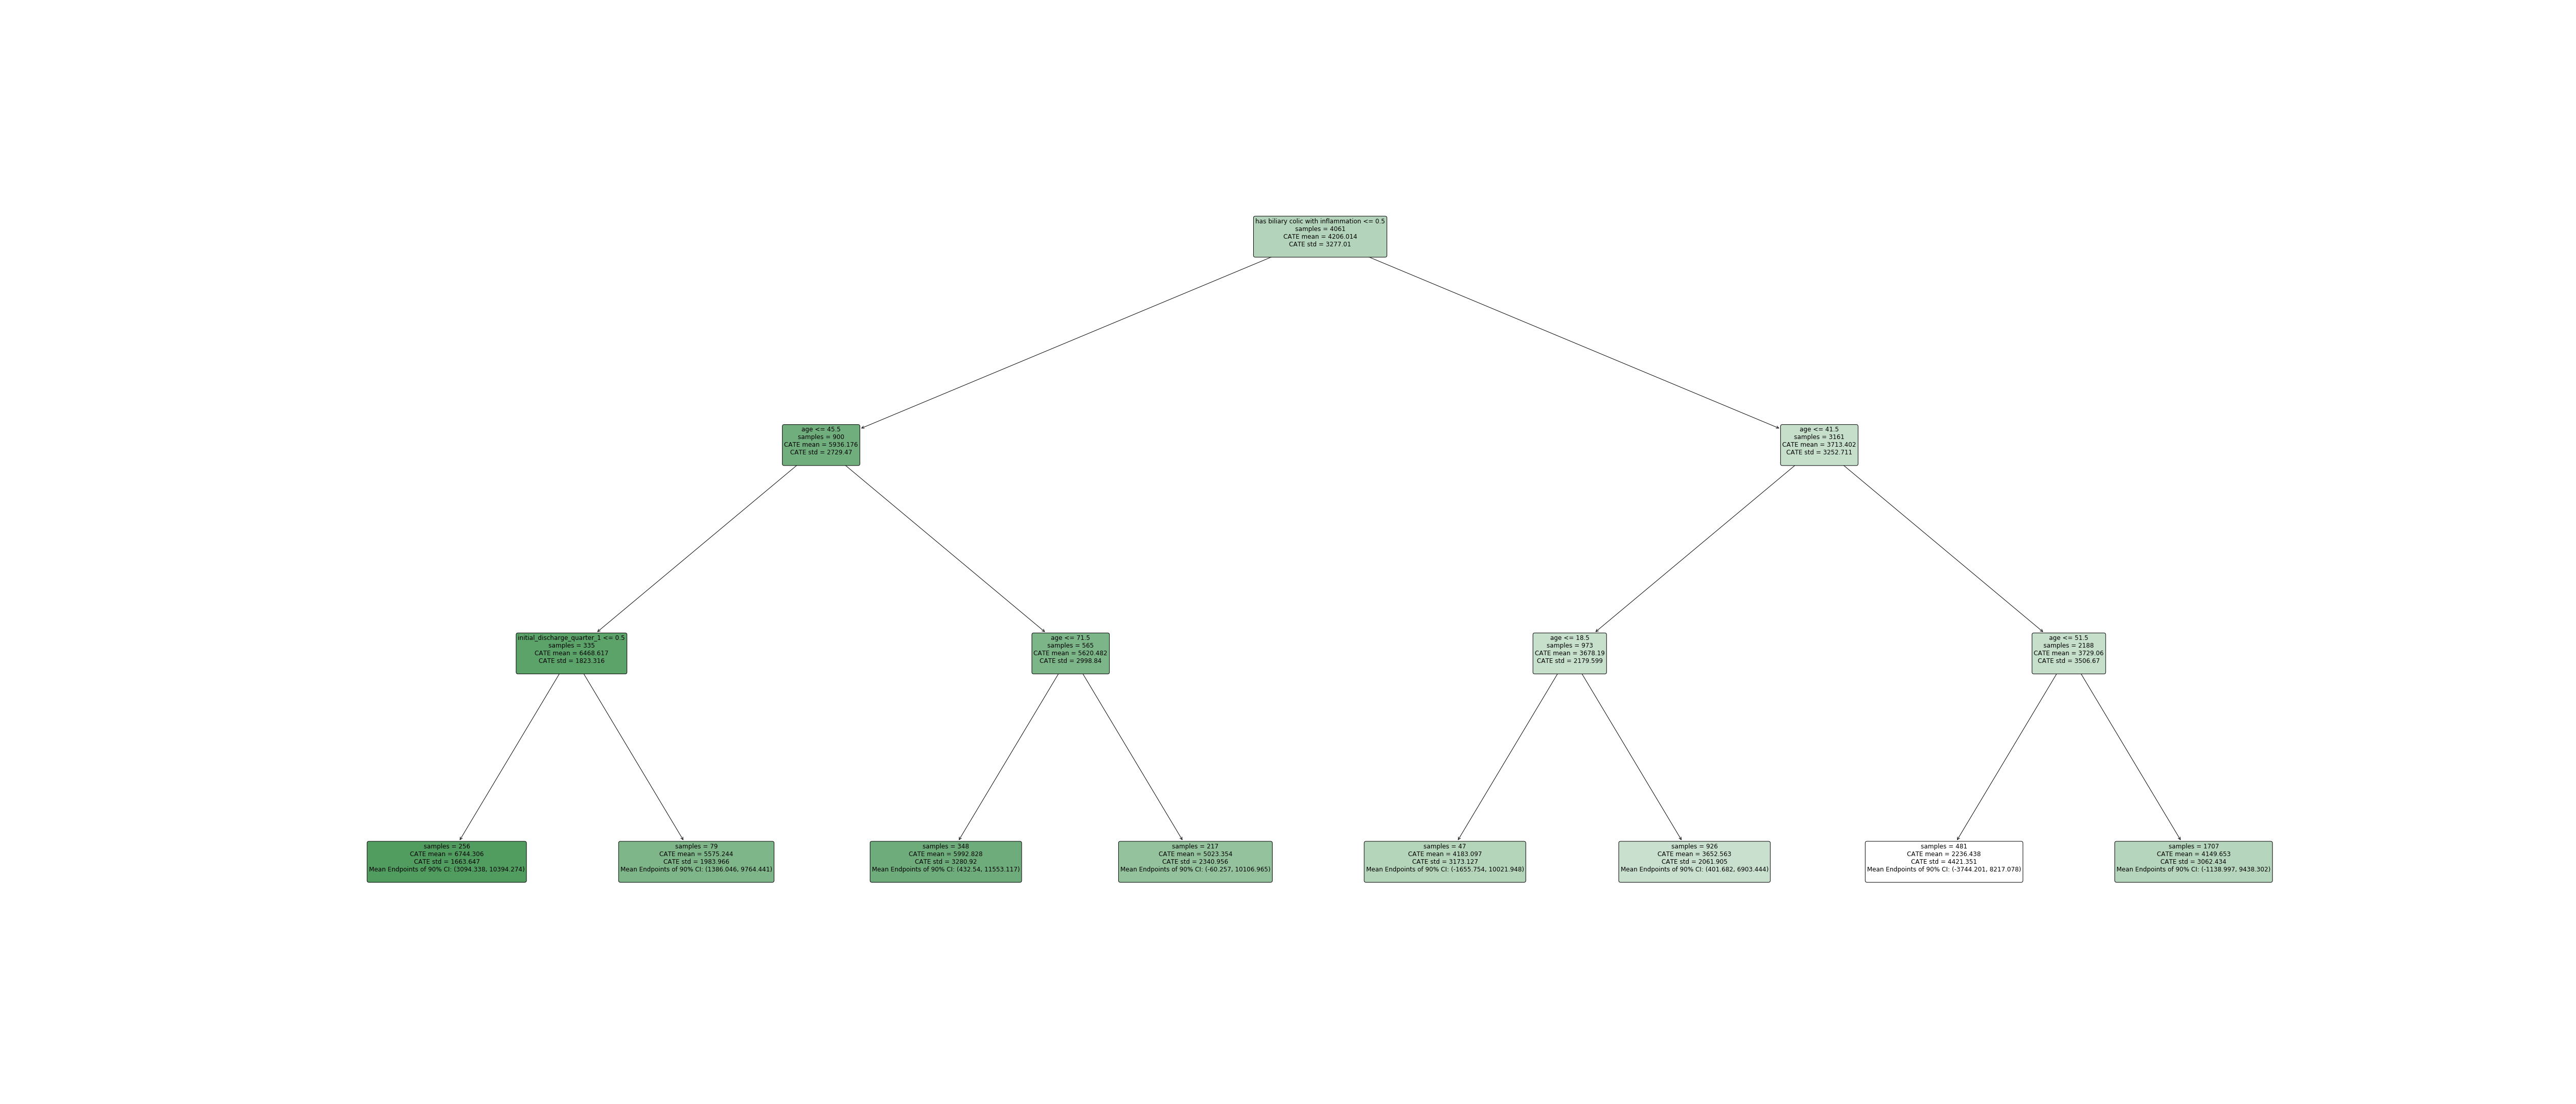 has biliary colic with inflammation <= 0.5
samples = 4061
CATE mean = 4206.014
CATE std = 3277.01
age <= 45.5
samples = 900
CATE mean = 5936.176
CATE std = 2729.47
age <= 41.5
samples = 3161
CATE mean = 3713.402
CATE std = 3252.711
initial_discharge_quarter_1 <= 0.5
samples = 335
CATE mean = 6468.617
CATE std = 1823.316
age <= 71.5
samples = 565
CATE mean = 5620.482
CATE std = 2998.84
age <= 18.5
samples = 973
CATE mean = 3678.19
CATE std = 2179.599
age <= 51.5
samples = 2188
CATE mean = 3729.06
CATE std = 3506.67
samples = 256
CATE mean = 6744.306
CATE std = 1663.647
Mean Endpoints of 90% CI: (3094.338, 10394.274)
samples = 79
CATE mean = 5575.244
CATE std = 1983.966
Mean Endpoints of 90% CI: (1386.046, 9764.441)
samples = 348
CATE mean = 5992.828
CATE std = 3280.92
Mean Endpoints of 90% CI: (432.54, 11553.117)
samples = 217
CATE mean = 5023.354
CATE std = 2340.956
Mean Endpoints of 90% CI: (-60.257, 10106.965)
samples = 47
CATE mean = 4183.097
CATE std = 3173.127
Mean Endpoints of 90% CI: (-1655.754, 10021.948)
samples = 926
CATE mean = 3652.563
CATE std = 2061.905
Mean Endpoints of 90% CI: (401.682, 6903.444)
samples = 481
CATE mean = 2236.438
CATE std = 4421.351
Mean Endpoints of 90% CI: (-3744.201, 8217.078)
samples = 1707
CATE mean = 4149.653
CATE std = 3062.434
Mean Endpoints of 90% CI: (-1138.997, 9438.302)